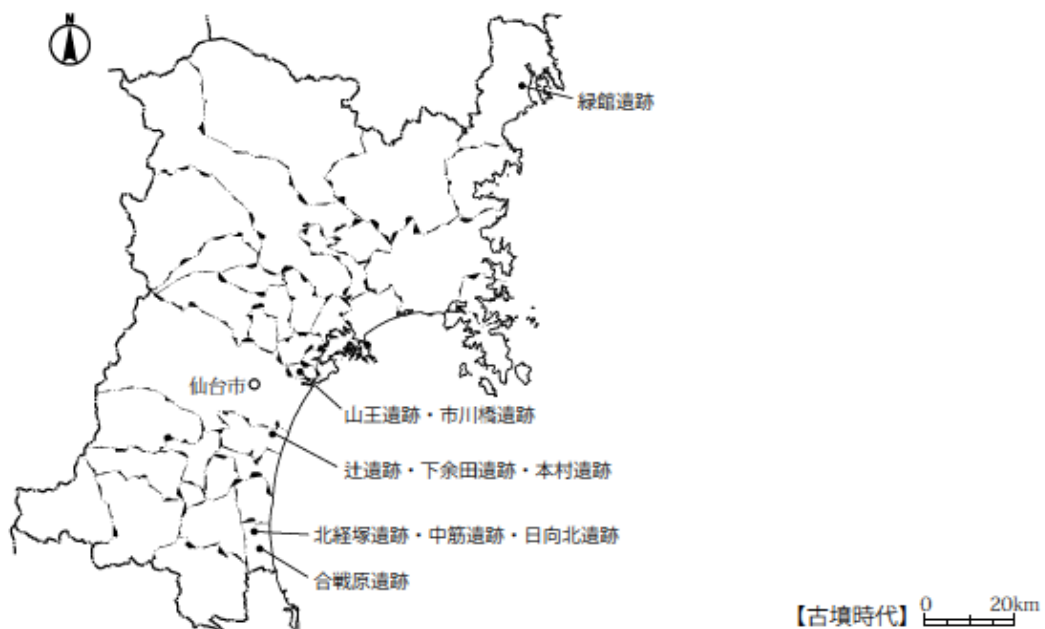 N
緑館遺跡
仙台市
山王遺跡・市川橋遺跡
辻遺跡・下余田遺跡・本村遺跡
北経塚遺跡・中筋遺跡・日向北遺跡
合戦原遺跡
【古墳時代】 0 20km